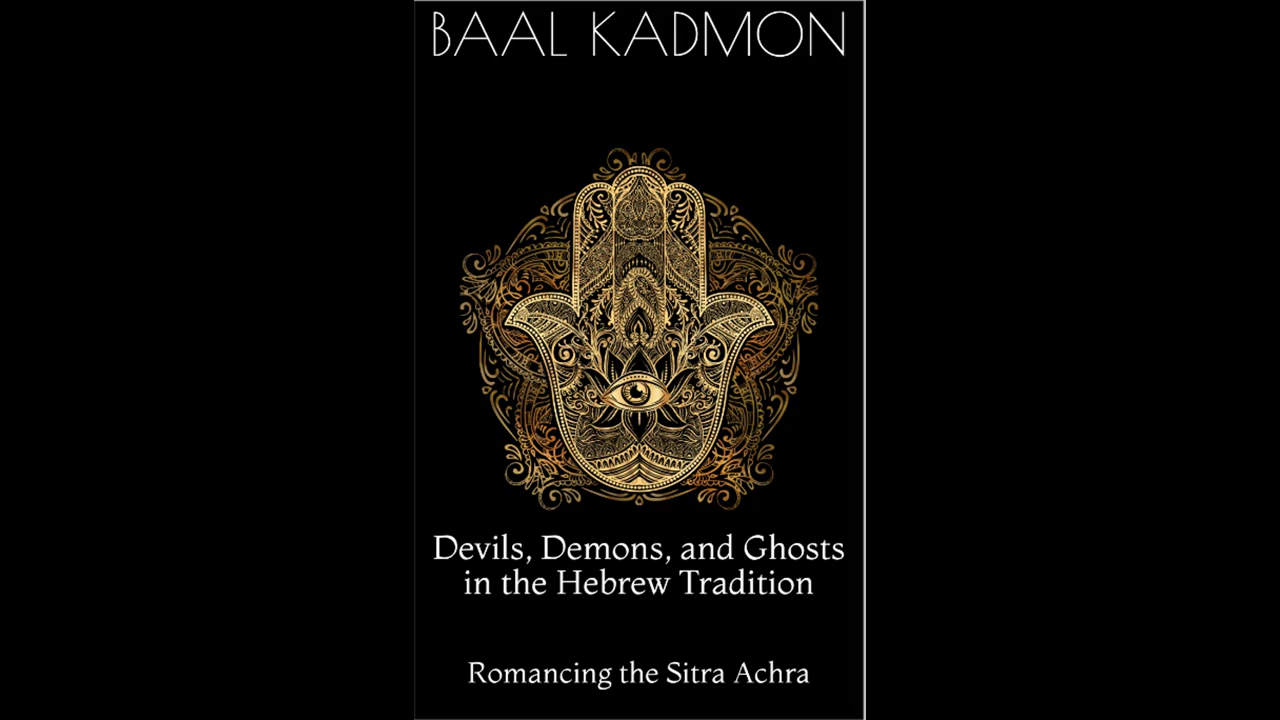 BAAL KADMON
Devils, Demons, and Ghosts
in the Hebrew Tradition
Romancing the Sitra Achra